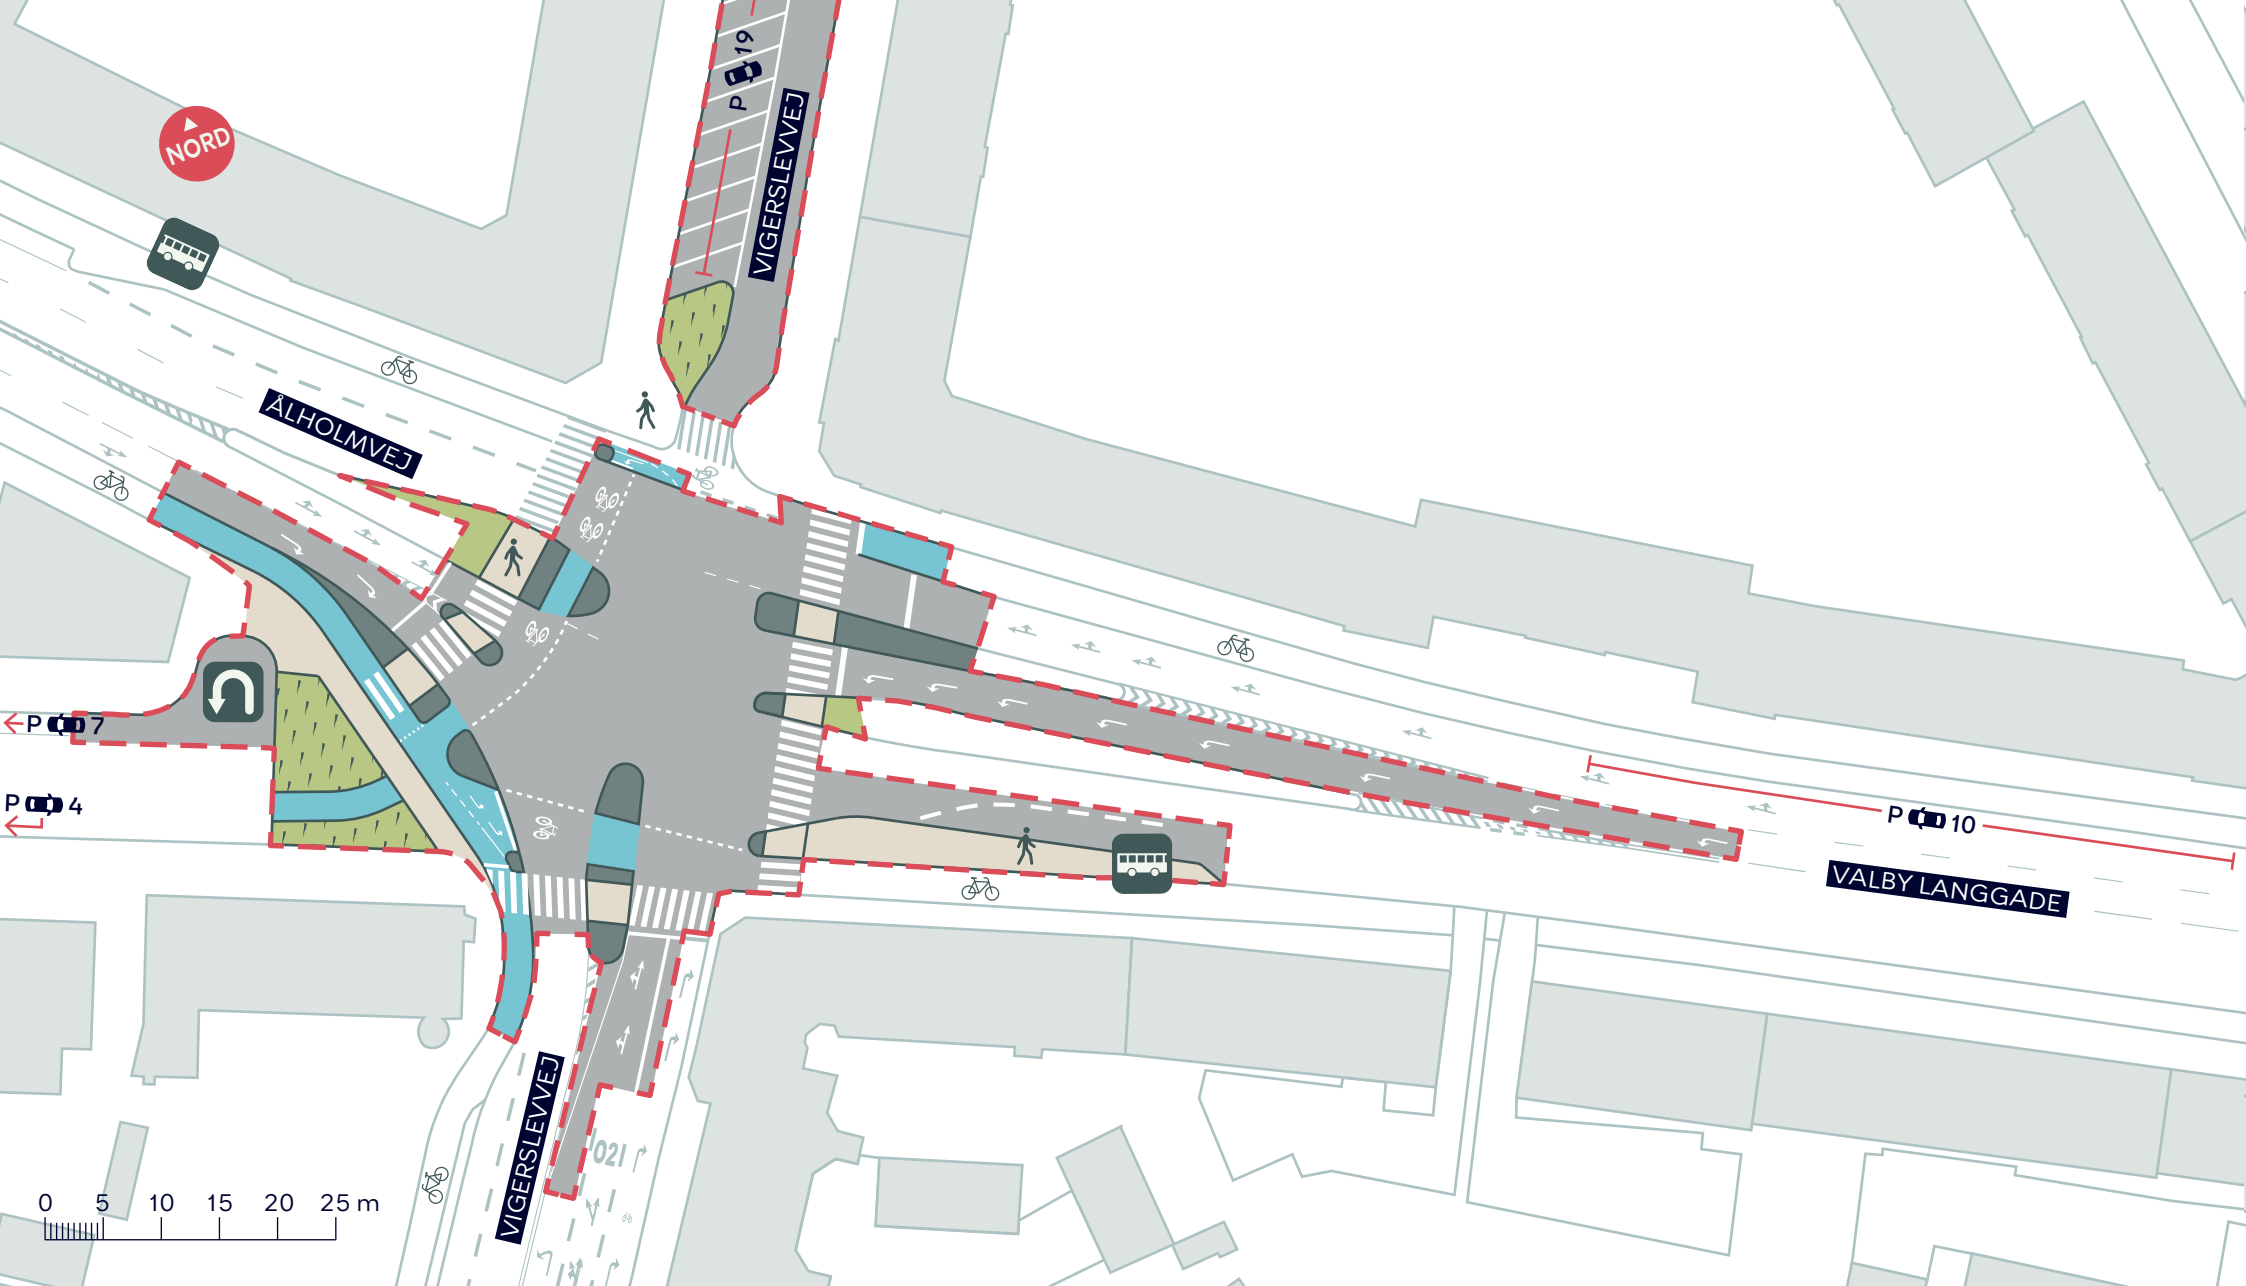 P 19
VIGERSLEVVEJ
NORD
ÅLHOLMVEJ
P 7
P 4
P 10
VALBY LANGGADE
VIGERSLEVVEJ
0 5 10 15 20 25 m